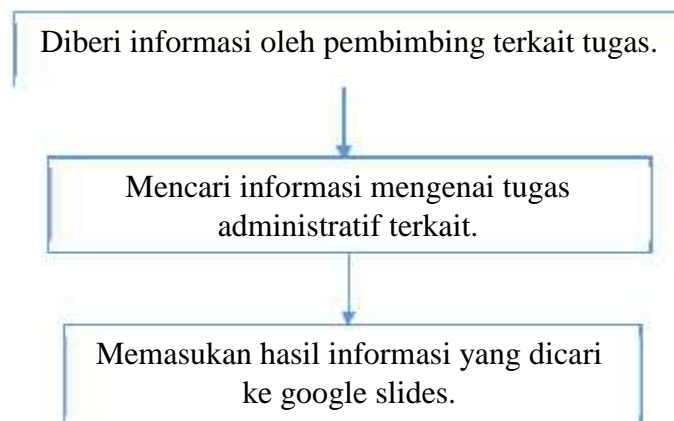 Diberi informasi oleh pembimbing terkait tugas.
Mencari informasi mengenai tugas
administratif terkait.
Memasukan hasil informasi yang dicari
ke google slides.